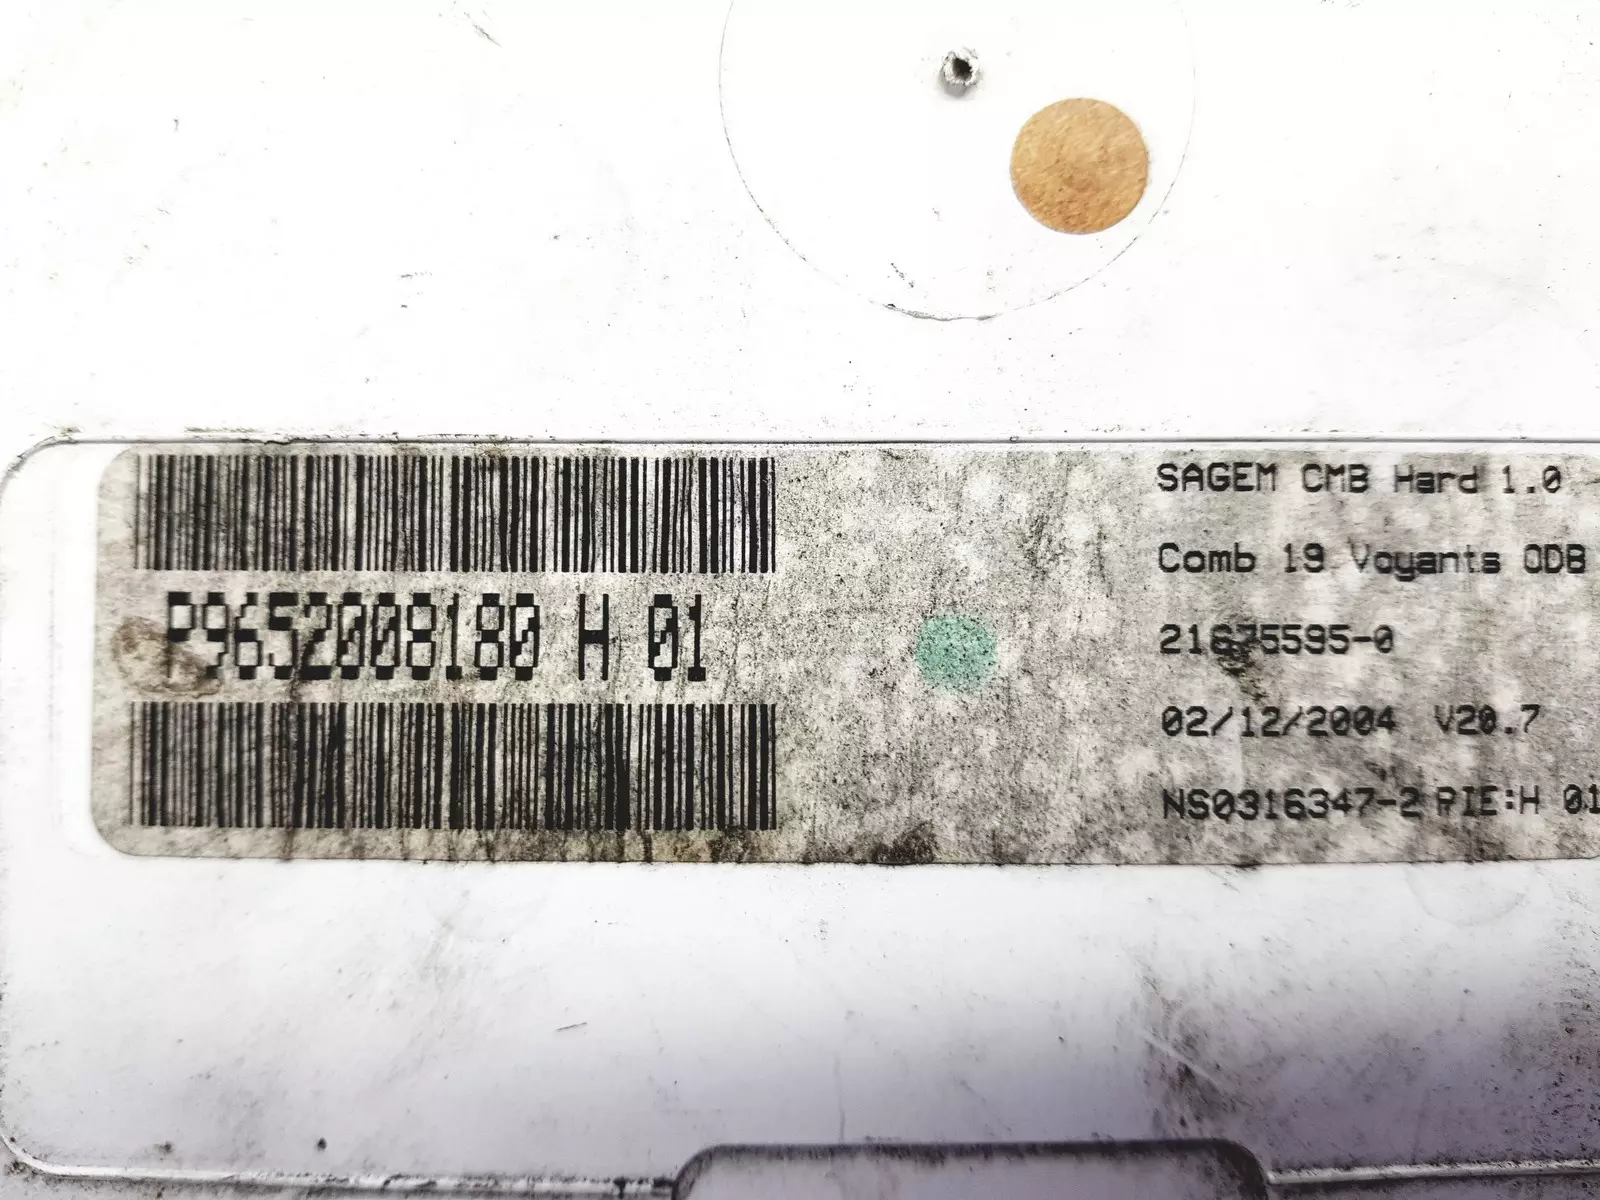 P9652008180 H 01
SAGEM CMB Hard 1.0
Comb 19 Voyants ODB
21675595-0
02/12/2004 V20.7
NS0316347-2 PIE:H 01